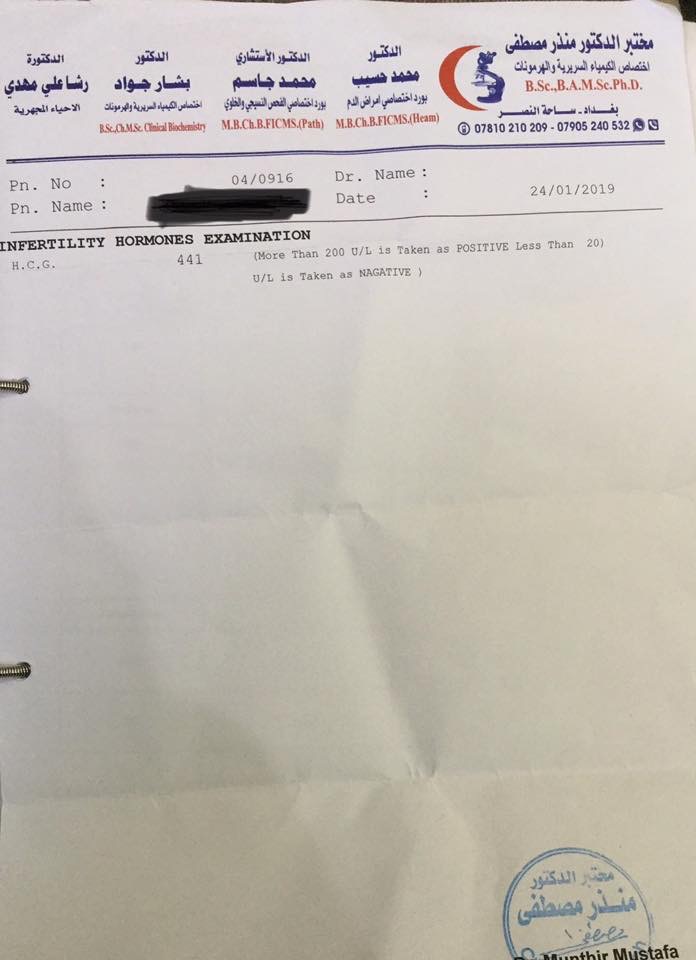 مختبر الدكتور منذر مصطفى
اختصاص الكيمياء السريرية والهرمونات
B.Sc.,B.A.M.Sc.Ph.D.
بغداد - ساحة النصر
07810 210 209 - 07905 240 532
الدكتور
محمد حسيب
بورد اختصاصي امراض الدم
M.B.Ch.B.FICMS.(Heam)
الدكتور الأستشاري
محمد جاسم
بورد اختصاصي الفحص النسيجي والخلوي
M.B.Ch.B.FICMS.(Path)
الدكتور
بشار جواد
اختصاص الكيمياء السريرية والهرمونات
B.Sc.,Ch.M.Sc. Clinical Biochemistry
الدكتورة
رشا علي مهدي
الاحياء المجهرية
Pn. No : 04/0916 Dr. Name :
Pn. Name : Date : 24/01/2019
INFERTILITY HORMONES EXAMINATION
H.C.G. 441 (More Than 200 U/L is Taken as POSITIVE Less Than 20)
U/L is Taken as NAGATIVE )
مختبر الدكتور
منذر مصطفى
Munthir Mustafa